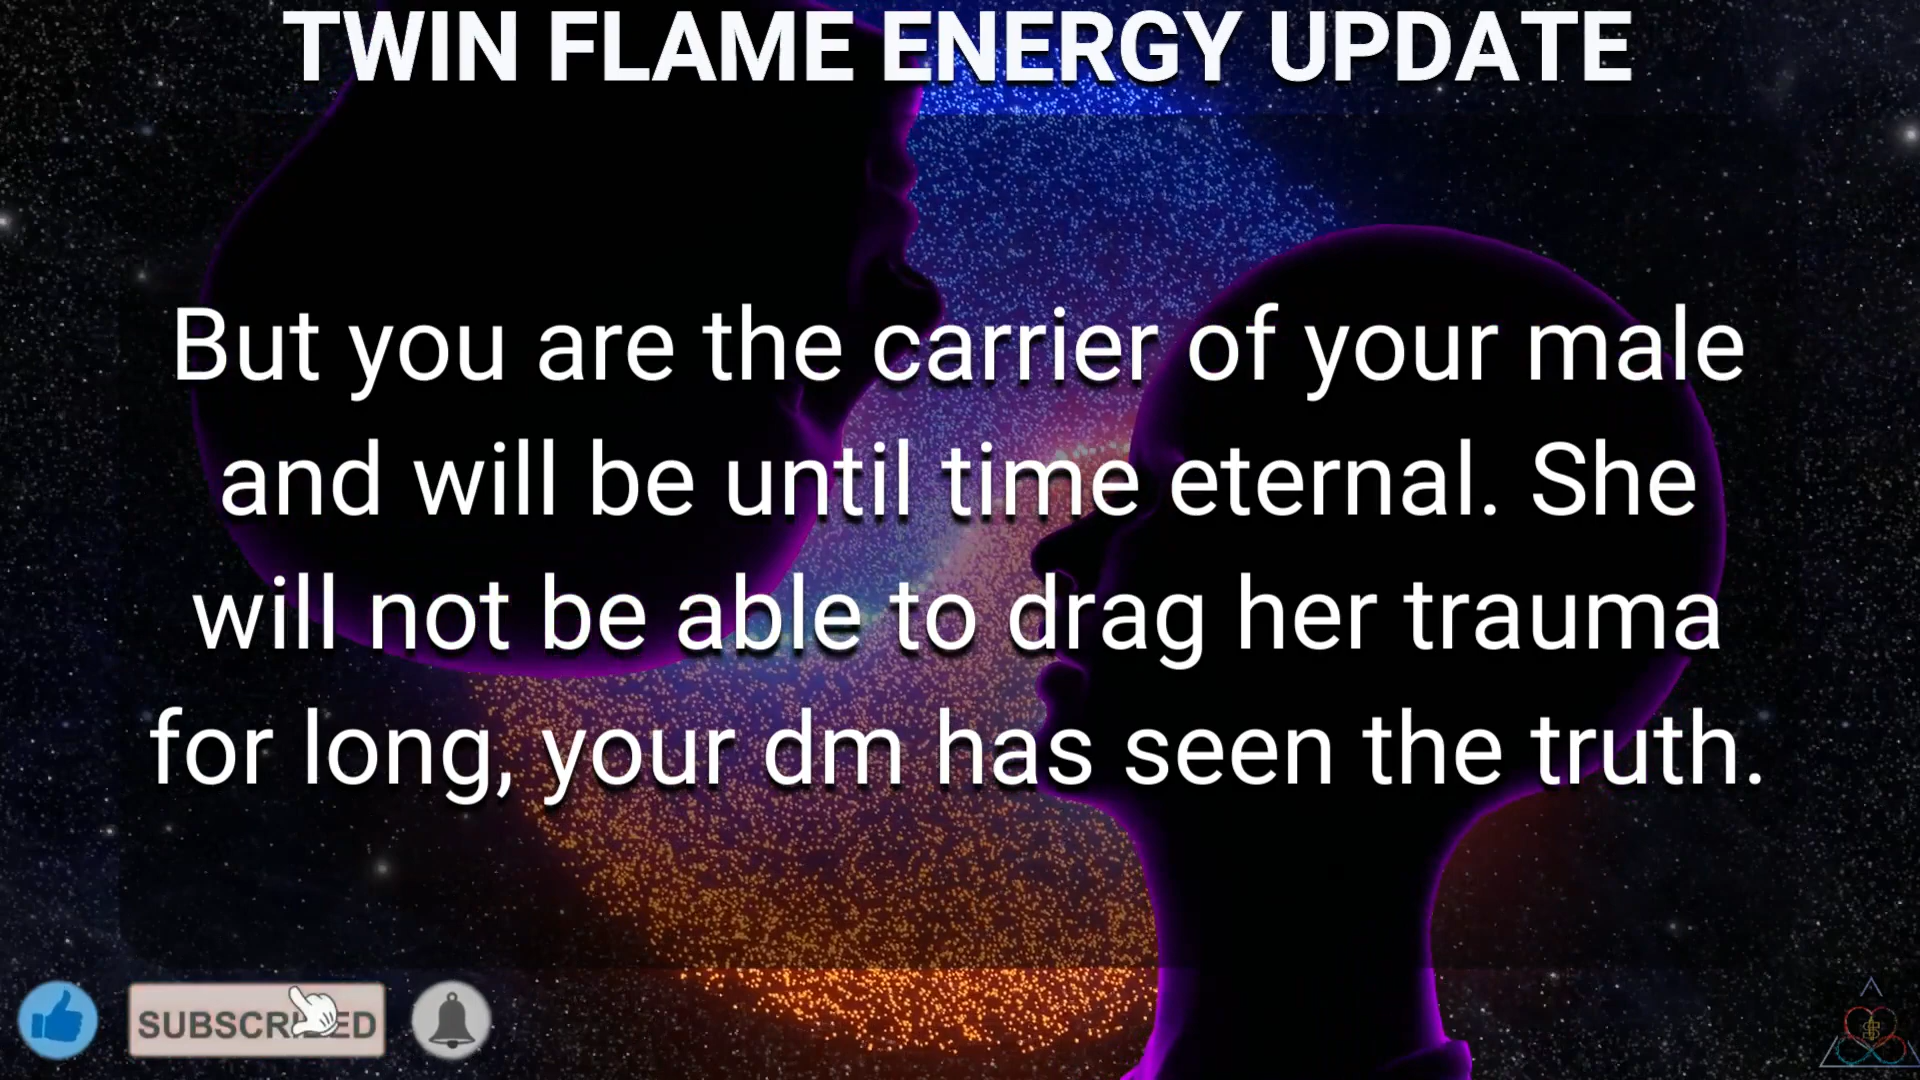 TWIN FLAME ENERGY UPDATE
But you are the carrier of your male
and will be until time eternal. She
will not be able to drag her trauma
for long, your dm has seen the truth.
SUBSCRIBED